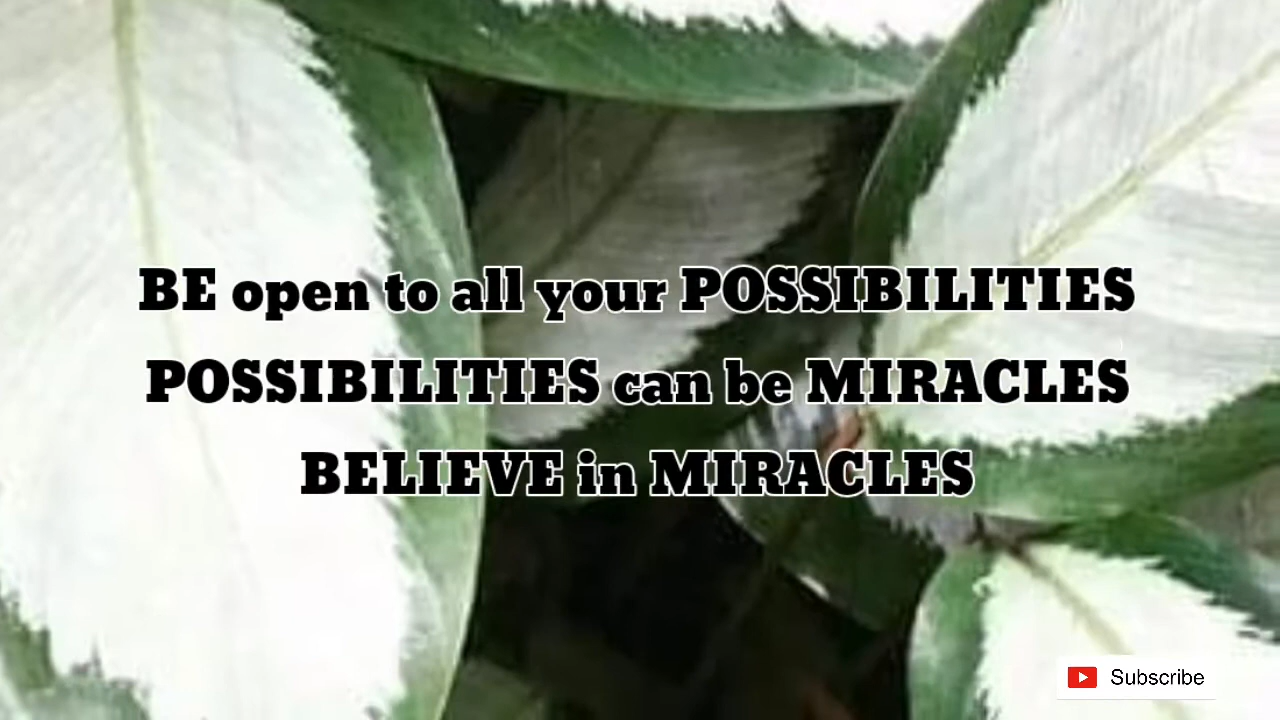 BE open to all your POSSIBILITIES
POSSIBILITIES can be MIRACLES
BELIEVE in MIRACLES
Subscribe